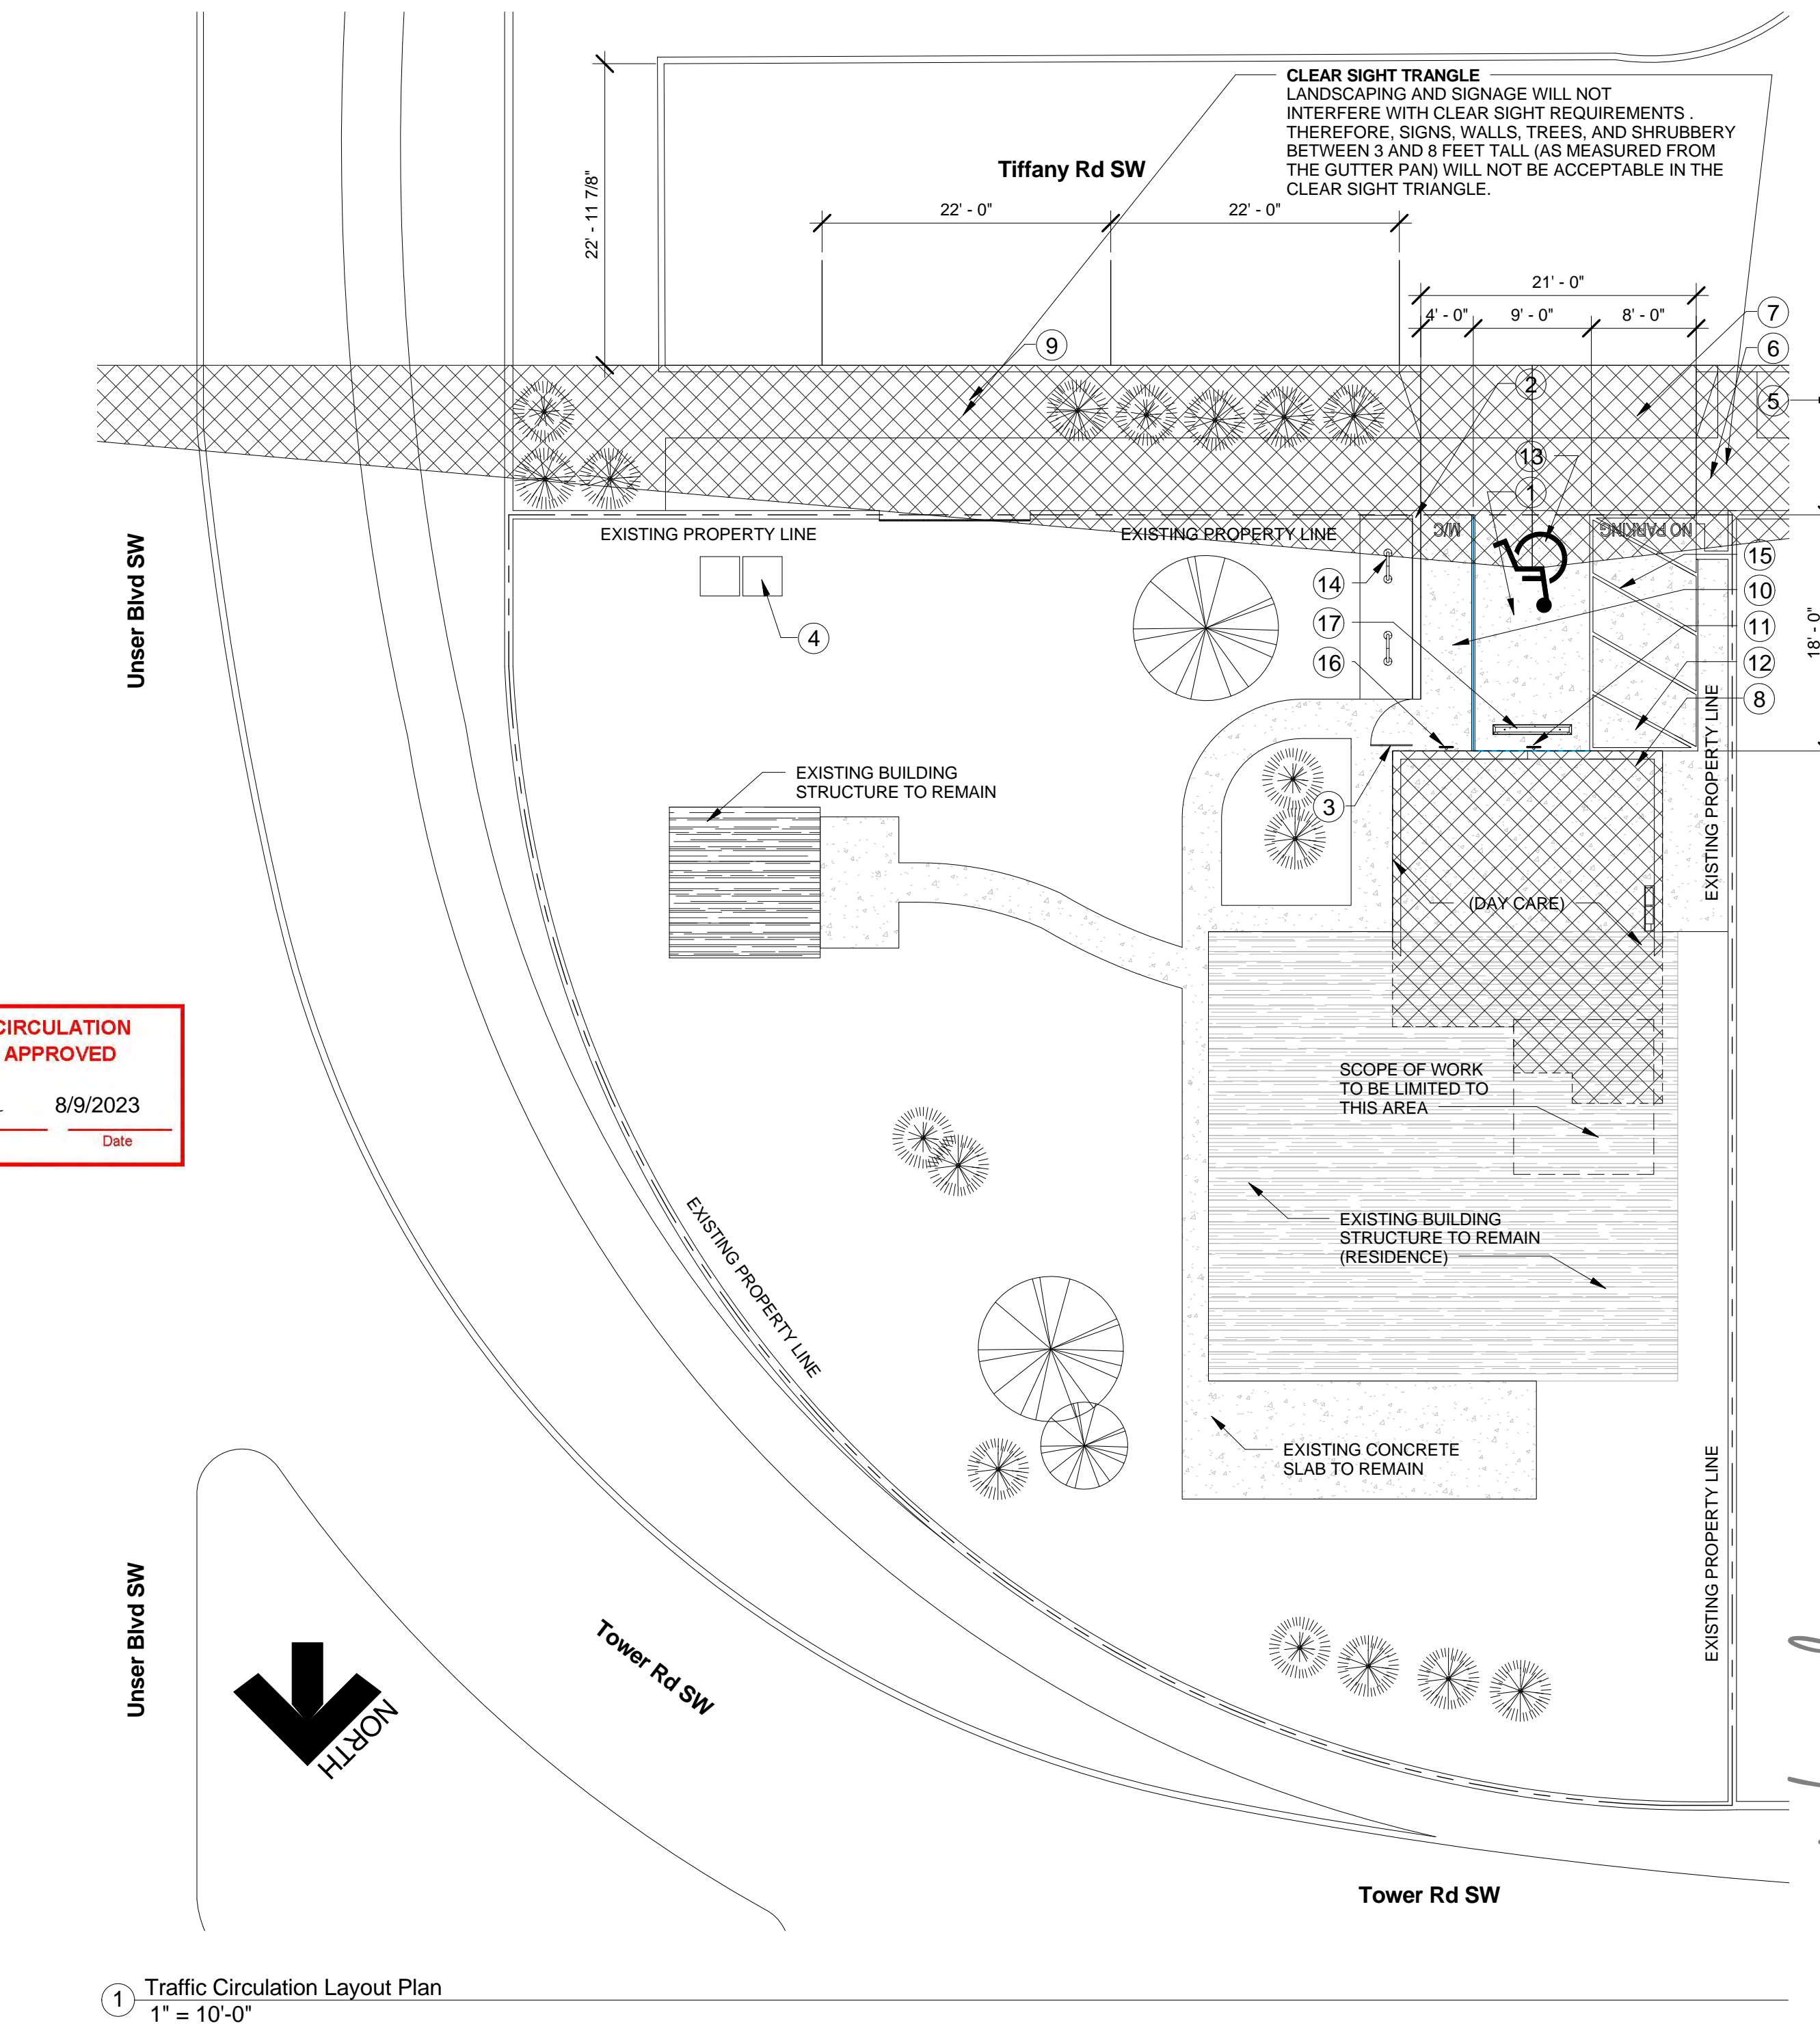 CLEAR SIGHT TRANGLE
LANDSCAPING AND SIGNAGE WILL NOT
INTERFERE WITH CLEAR SIGHT REQUIREMENTS .
THEREFORE, SIGNS, WALLS, TREES, AND SHRUBBERY
BETWEEN 3 AND 8 FEET TALL (AS MEASURED FROM
THE GUTTER PAN) WILL NOT BE ACCEPTABLE IN THE
CLEAR SIGHT TRIANGLE.
Tiffany Rd SW
22' - 11 7/8"
22' - 0"
22' - 0"
21' - 0"
4' - 0"
9' - 0"
8' - 0"
7
6
5
9
2
13
1
EXISTING PROPERTY LINE
EXISTING PROPERTY LINE
M/C
NO PARKING
Unser Blvd SW
4
14
17
16
15
10
11
12
8
18' - 0"
3
EXISTING PROPERTY LINE
EXISTING BUILDING
STRUCTURE TO REMAIN
(DAY CARE)
CIRCULATION
APPROVED
8/9/2023
Date
SCOPE OF WORK
TO BE LIMITED TO
THIS AREA
EXISTING BUILDING
STRUCTURE TO REMAIN
(RESIDENCE)
EXISTING PROPERTY LINE
EXISTING CONCRETE
SLAB TO REMAIN
EXISTING PROPERTY LINE
Unser Blvd SW
Tower Rd SW
NORTH
Tower Rd SW
1
Traffic Circulation Layout Plan
1" = 10'-0"